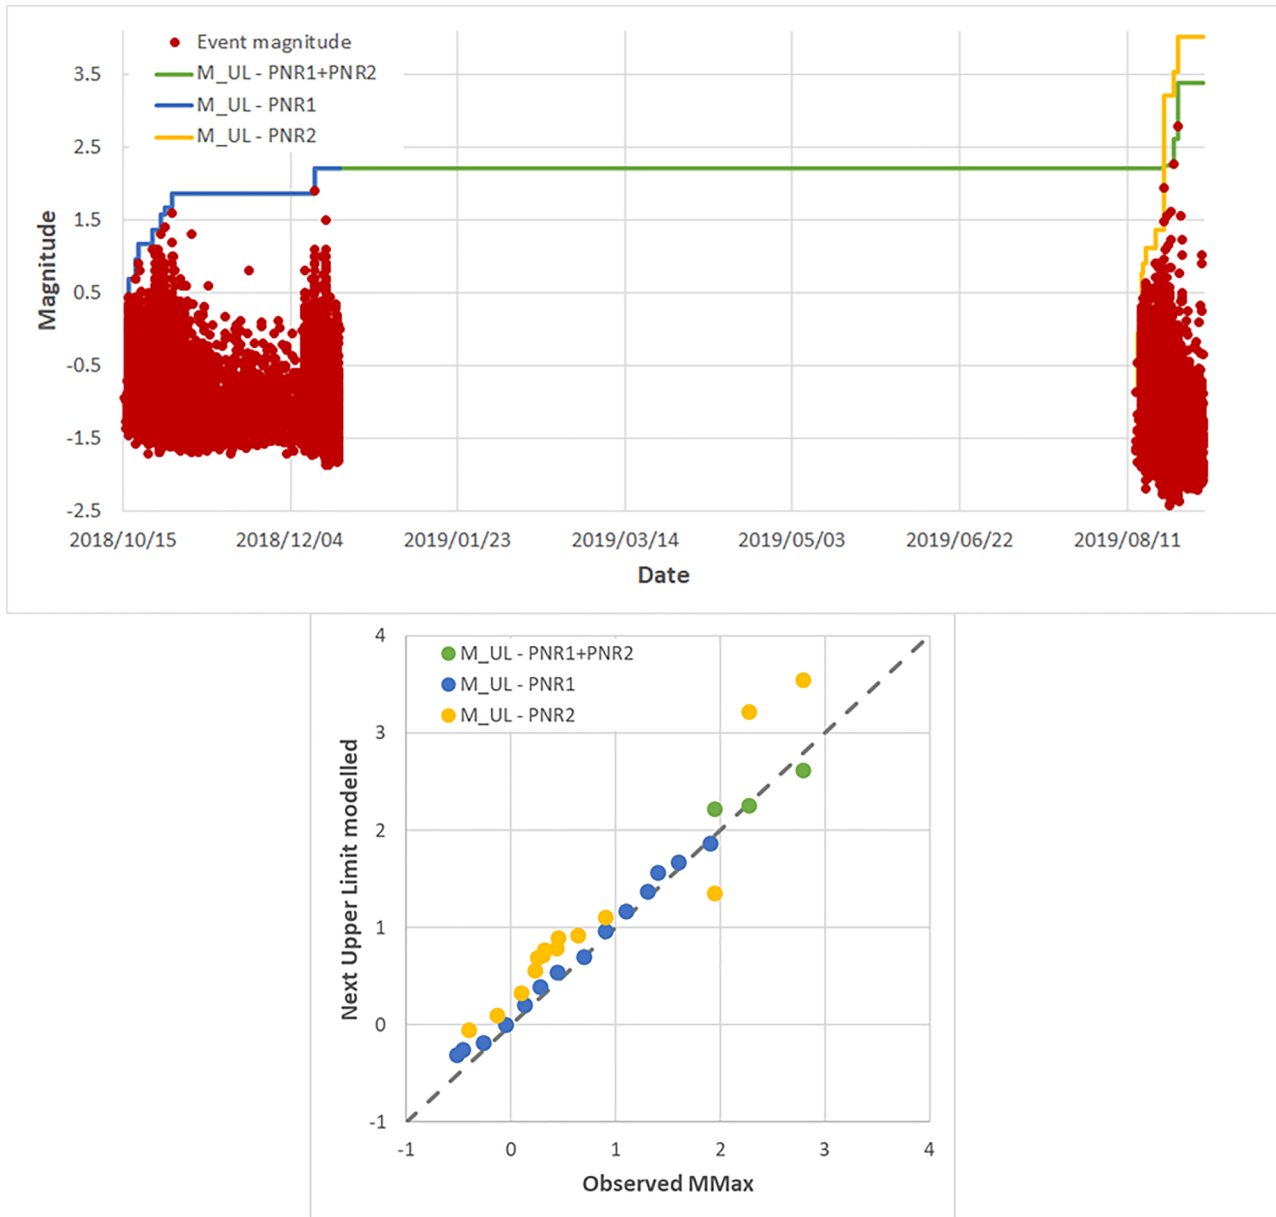 Event magnitude
M_UL - PNR1+PNR2
M_UL - PNR1
M_UL - PNR2
3.5
2.5
1.5
0.5
-0.5
-1.5
-2.5
Magnitude
2018/10/15 2018/12/04 2019/01/23 2019/03/14 2019/05/03 2019/06/22 2019/08/11
Date
M_UL - PNR1+PNR2
M_UL - PNR1
M_UL - PNR2
4
3
2
1
0
-1
Next Upper Limit modelled
-1 0 1 2 3 4
Observed MMax